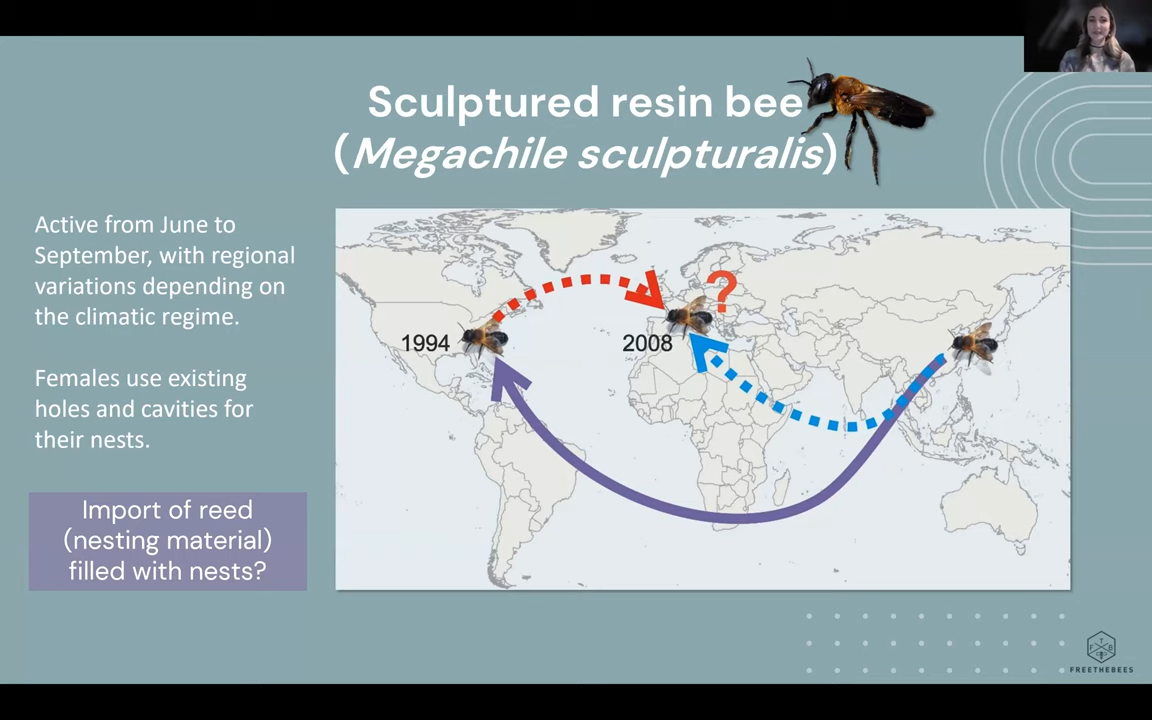 Sculptured resin bee
(Megachile sculpturalis)
Active from June to
September, with regional
variations depending on
the climatic regime.
Females use existing
holes and cavities for
their nests.
Import of reed
(nesting material)
filled with nests?
?
1994
2008
T
F B
FREETHEBEES